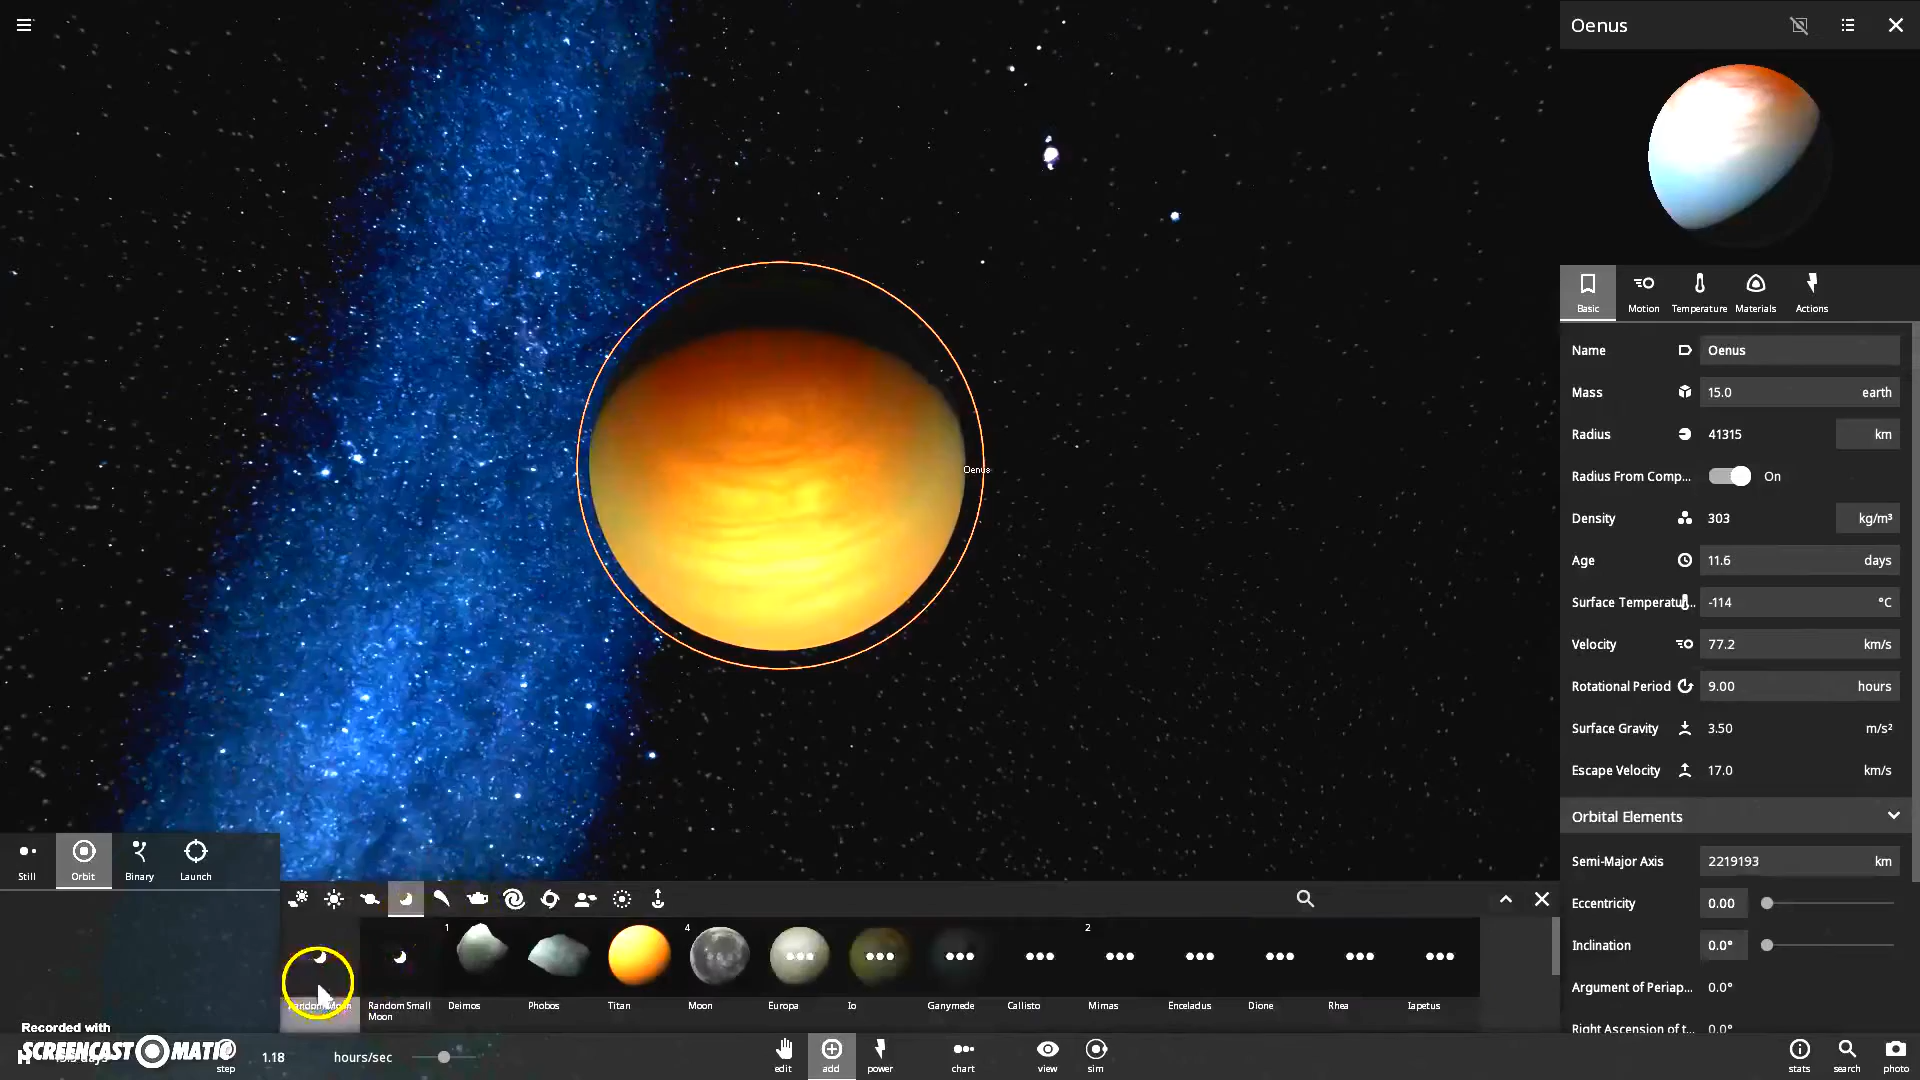 Oenus
Basic
Motion
Temperature
Materials
Actions
Name
Oenus
Mass
15.0
earth
Radius
41315
km
Radius From Comp...
On
Density
303
kg/m³
Age
11.6
days
Surface Temperatu...
-114
°C
Velocity
77.2
km/s
Rotational Period
9.00
hours
Surface Gravity
3.50
m/s²
Escape Velocity
17.0
km/s
Orbital Elements
Semi-Major Axis
2219193
km
Eccentricity
0.00
Inclination
0.0°
Argument of Periap...
0.0°
Right Ascension of t...
0.0°
Oenus
Still
Orbit
Binary
Launch
Random Moon
Random Small
Moon
1
Deimos
Phobos
Titan
4
Moon
Europa
Io
Ganymede
Callisto
2
Mimas
Enceladus
Dione
Rhea
Iapetus
Recorded with
SCREENCAST MATIC
step
1.18
hours/sec
edit
add
power
chart
view
sim
stats
search
photo